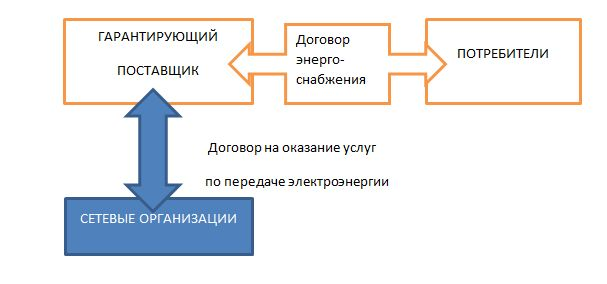 ГАРАНТИРУЮЩИЙ
ПОСТАВЩИК
Договор
энерго-
снабжения
ПОТРЕБИТЕЛИ
Договор на оказание услуг
по передаче электроэнергии
СЕТЕВЫЕ ОРГАНИЗАЦИИ